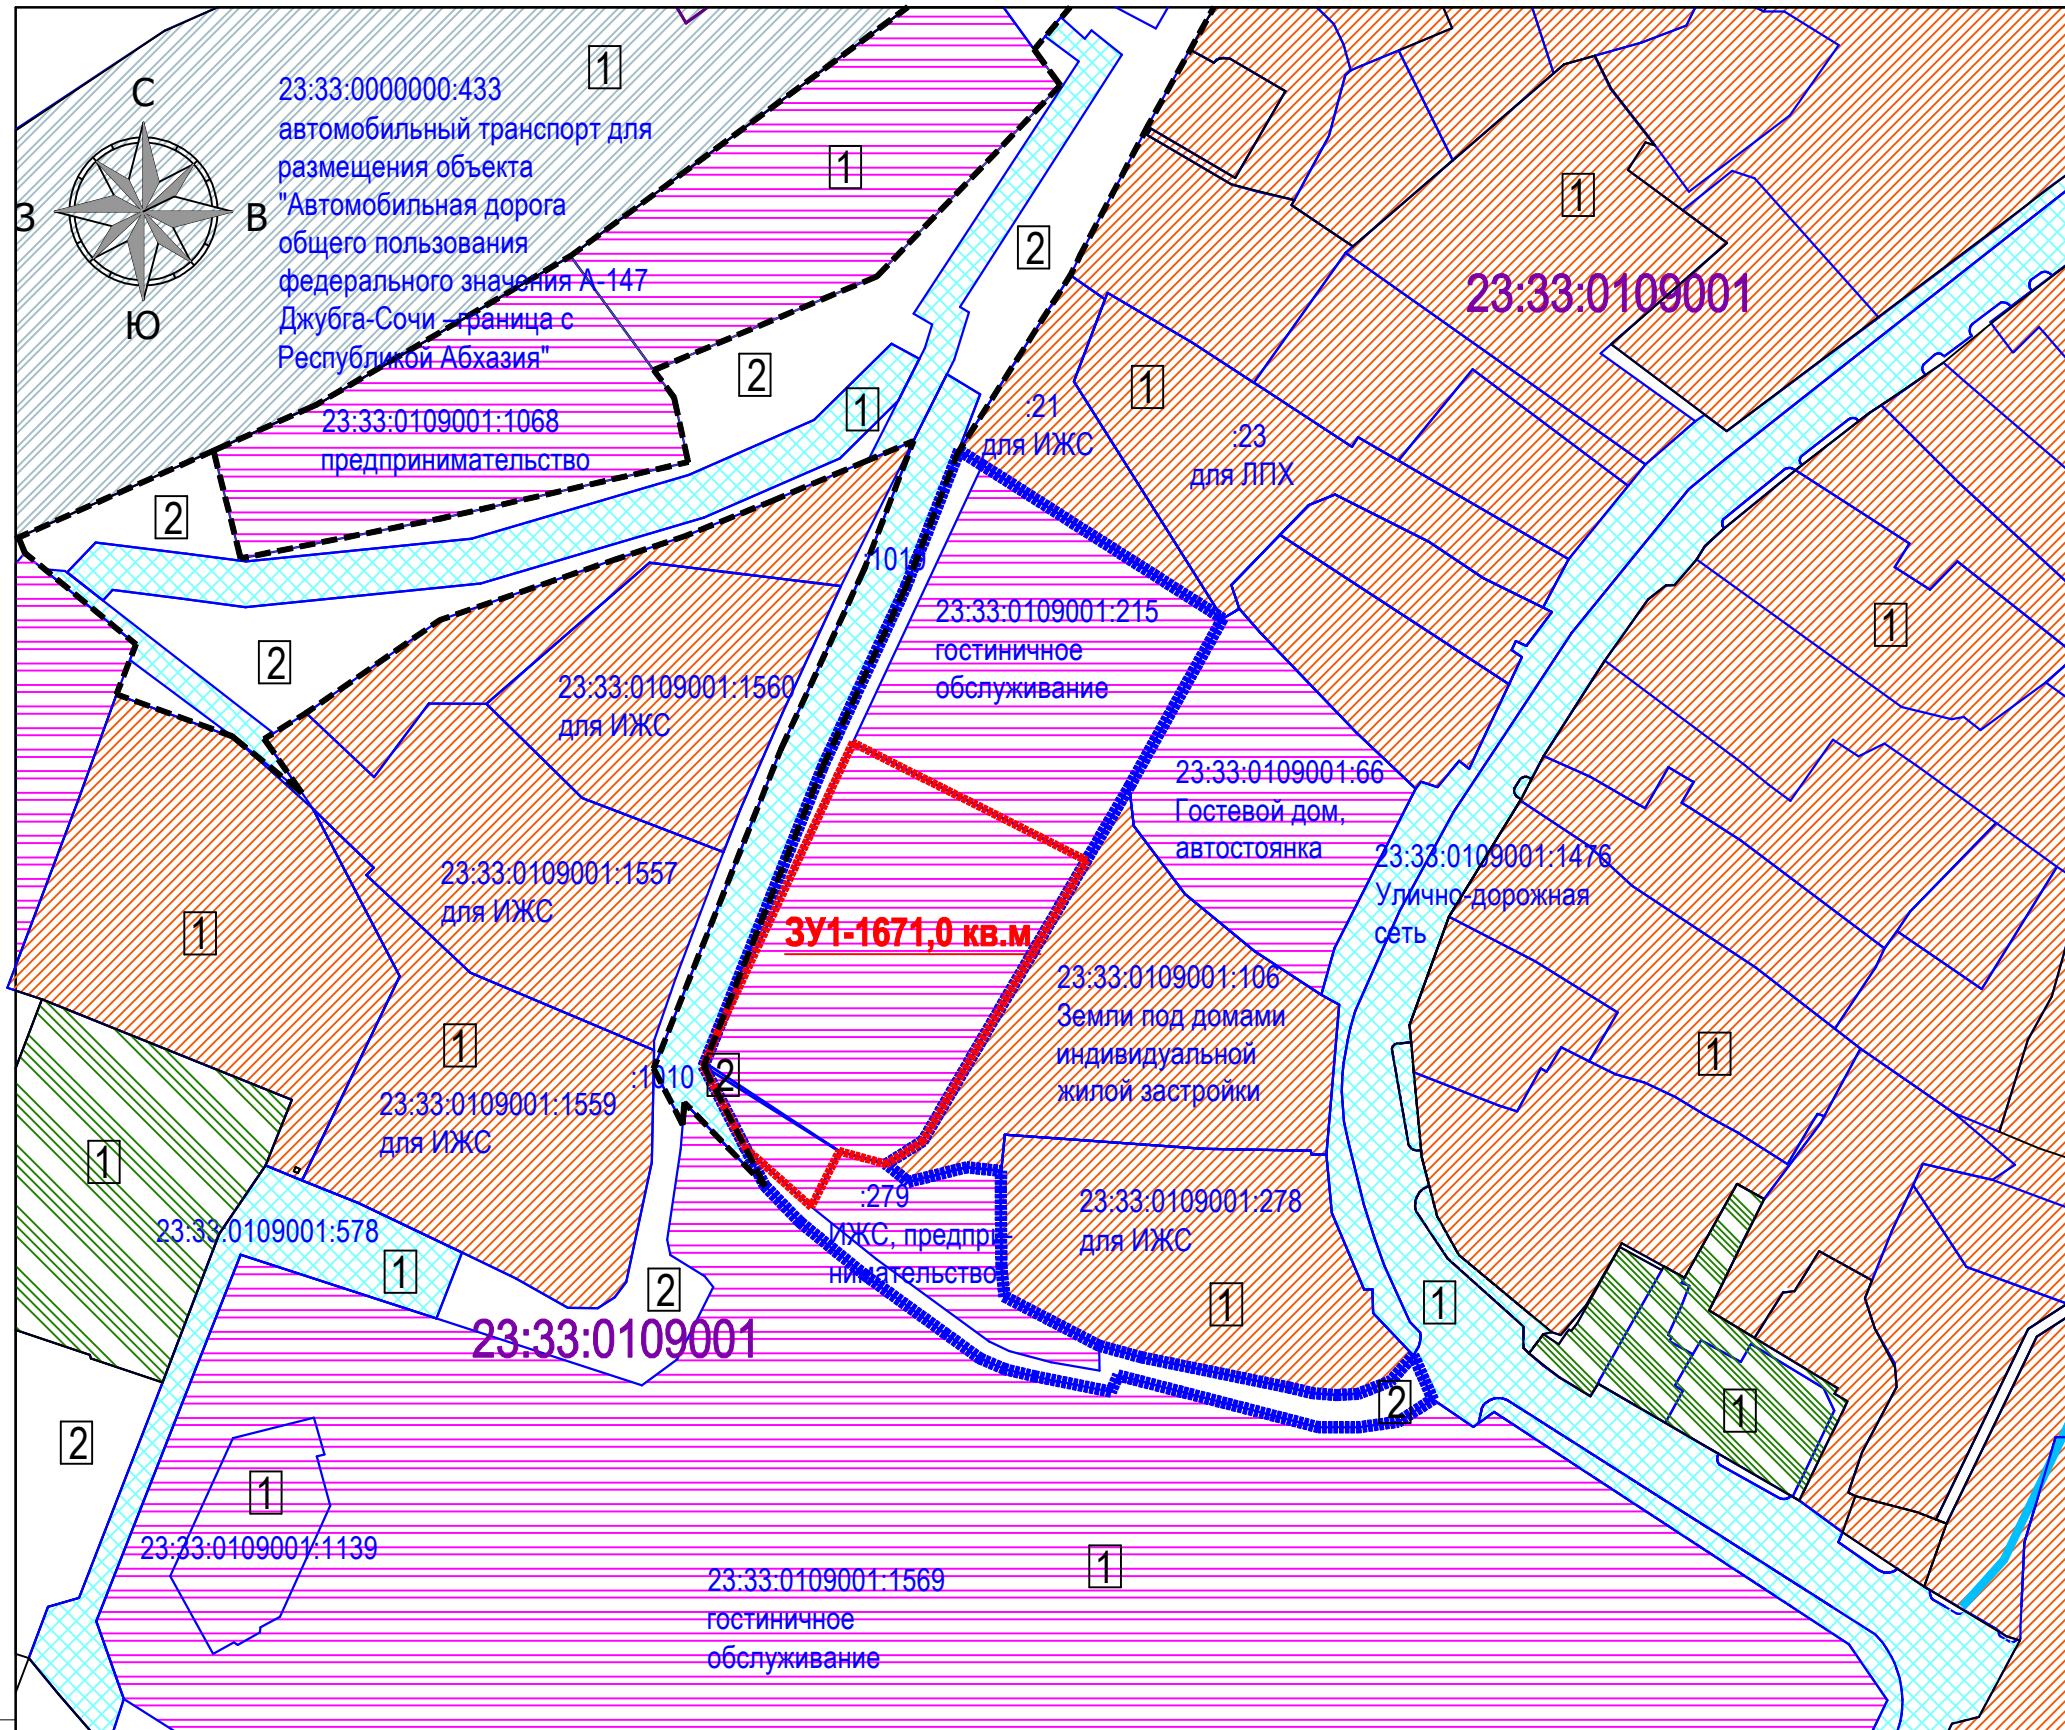 1
С
З
В
Ю
23:33:0000000:433
автомобильный транспорт для
размещения объекта
"Автомобильная дорога
общего пользования
федерального значения А-147
Джубга-Сочи –граница с
Республикой Абхазия"
1
2
1
23:33:0109001
2
1
1
23:33:0109001:1068
предпринимательство
:21
для ИЖС
:23
для ЛПХ
2
:1010
23:33:0109001:215
гостиничное
обслуживание
1
2
23:33:0109001:1560
для ИЖС
23:33:0109001:66
Гостевой дом,
автостоянка
23:33:0109001:1476
Улично-дорожная
сеть
23:33:0109001:1557
для ИЖС
1
ЗУ1-1671,0 кв.м
23:33:0109001:106
Земли под домами
индивидуальной
жилой застройки
1
1
:1010
2
23:33:0109001:1559
для ИЖС
1
23:33:0109001:578
1
:279
ИЖС, предпри-
нимательство
23:33:0109001:278
для ИЖС
2
1
1
23:33:0109001
2
1
2
1
23:33:0109001:1139
1
23:33:0109001:1569
гостиничное
обслуживание